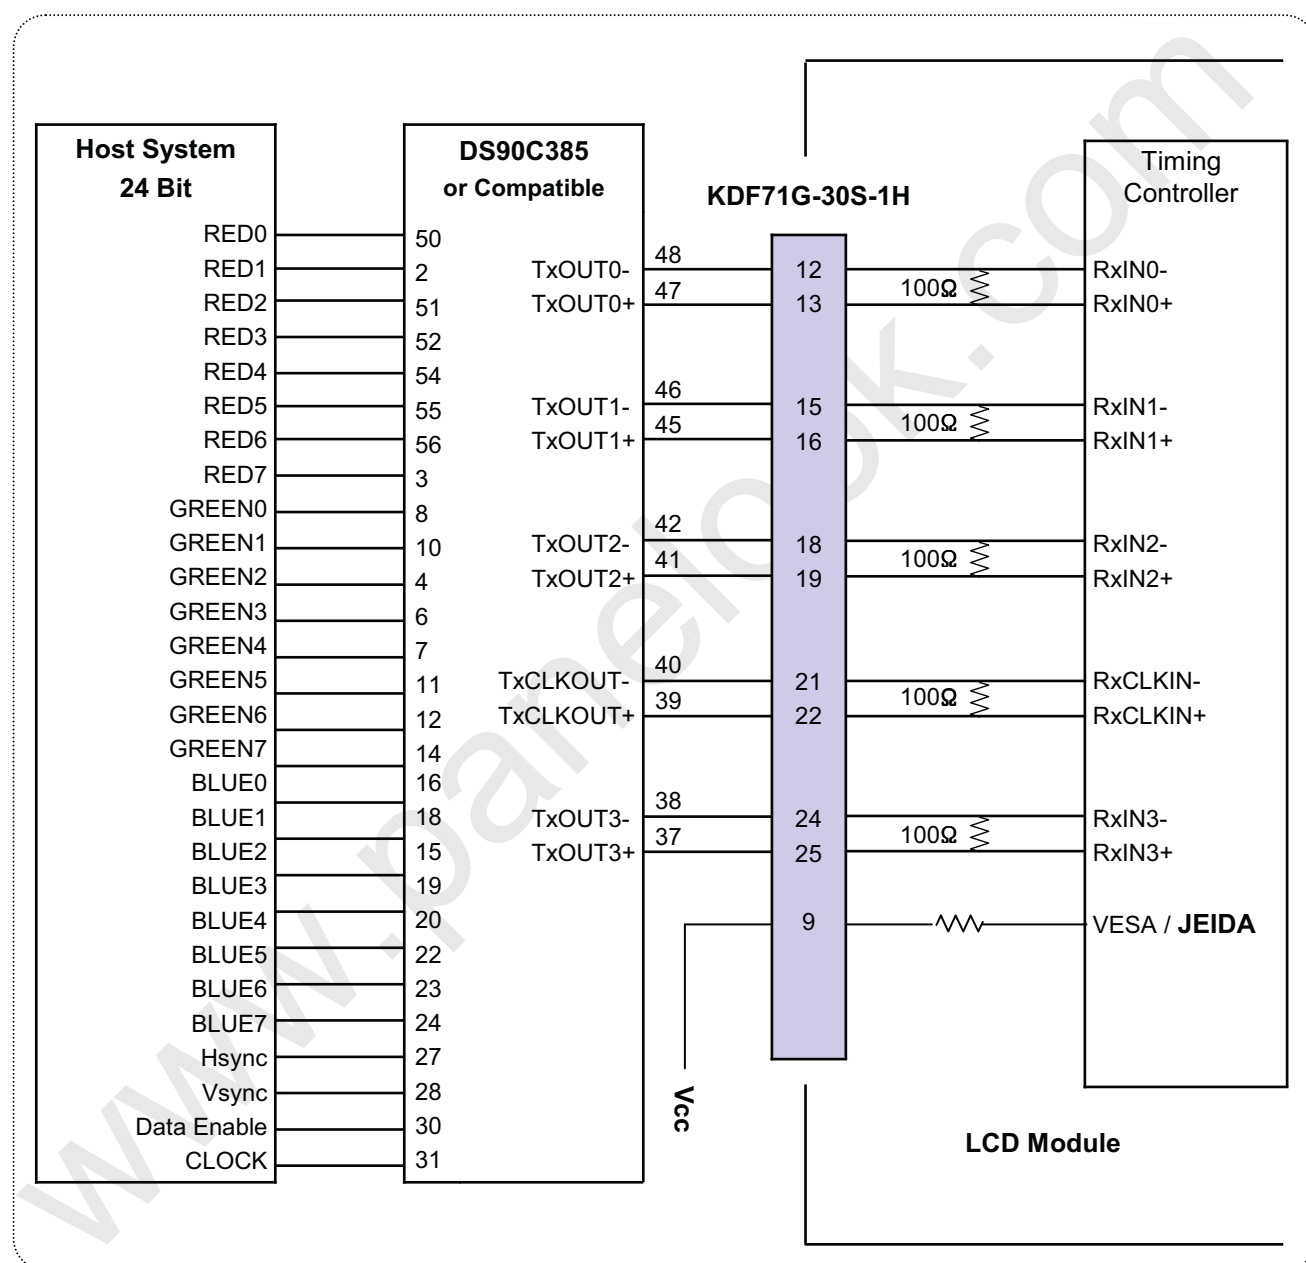 Host System
24 Bit
RED0
RED1
RED2
RED3
RED4
RED5
RED6
RED7
GREEN0
GREEN1
GREEN2
GREEN3
GREEN4
GREEN5
GREEN6
GREEN7
BLUE0
BLUE1
BLUE2
BLUE3
BLUE4
BLUE5
BLUE6
BLUE7
Hsync
Vsync
Data Enable
CLOCK
DS90C385
or Compatible
50
2
51
52
54
55
56
3
8
10
4
6
7
11
12
14
16
18
15
19
20
22
23
24
27
28
30
31
TxOUT0-
TxOUT0+
TxOUT1-
TxOUT1+
TxOUT2-
TxOUT2+
TxCLKOUT-
TxCLKOUT+
TxOUT3-
TxOUT3+
48
47
46
45
42
41
40
39
38
37
Vcc
KDF71G-30S-1H
12
13
15
16
18
19
21
22
24
25
9
100Ω
100Ω
100Ω
100Ω
100Ω
Timing
Controller
RxIN0-
RxIN0+
RxIN1-
RxIN1+
RxIN2-
RxIN2+
RxCLKIN-
RxCLKIN+
RxIN3-
RxIN3+
VESA / JEIDA
LCD Module
www.panelook.com